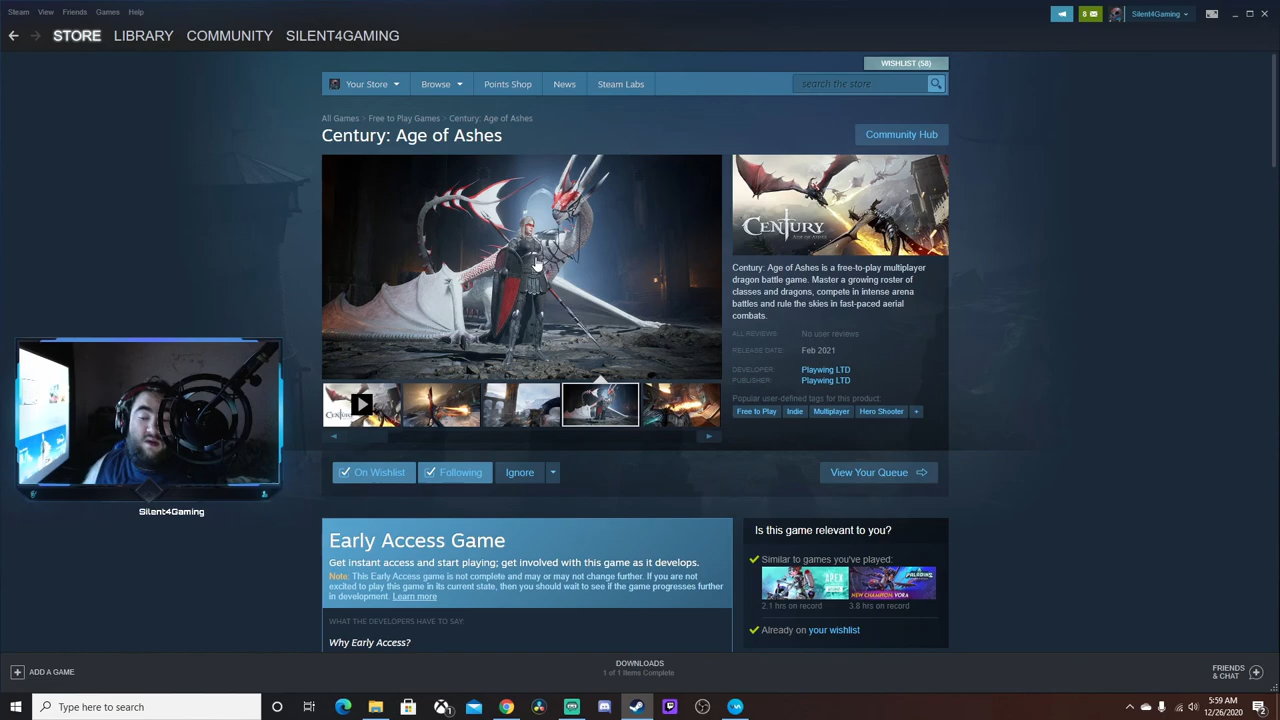 Steam View Friends Games Help
8 Silent4Gaming
STORE LIBRARY COMMUNITY SILENT4GAMING
WISHLIST (58)
Your Store Browse Points Shop News Steam Labs search the store
All Games > Free to Play Games > Century: Age of Ashes
Century: Age of Ashes
Community Hub
CENTURY
AGE OF ASHES
Century: Age of Ashes is a free-to-play multiplayer
dragon battle game. Master a growing roster of
classes and dragons, compete in intense arena
battles and rule the skies in fast-paced aerial
combats.
ALL REVIEWS: No user reviews
RELEASE DATE: Feb 2021
DEVELOPER: Playwing LTD
PUBLISHER: Playwing LTD
Popular user-defined tags for this product:
Free to Play Indie Multiplayer Hero Shooter +
On Wishlist Following Ignore View Your Queue
Silent4Gaming
Early Access Game
Get instant access and start playing; get involved with this game as it develops.
Note: This Early Access game is not complete and may or may not change further. If you are
not excited to play this game in its current state, then you should wait to see if the game progresses further
in development. Learn more
WHAT THE DEVELOPERS HAVE TO SAY:
Why Early Access?
Is this game relevant to you?
Similar to games you've played:
APEX PALADINS
NEW CHAMPION: VORA
2.1 hrs on record 3.8 hrs on record
Already on your wishlist
ADD A GAME
DOWNLOADS
1 of 1 Items Complete
FRIENDS
& CHAT
Type here to search
5:59 AM
12/26/2020